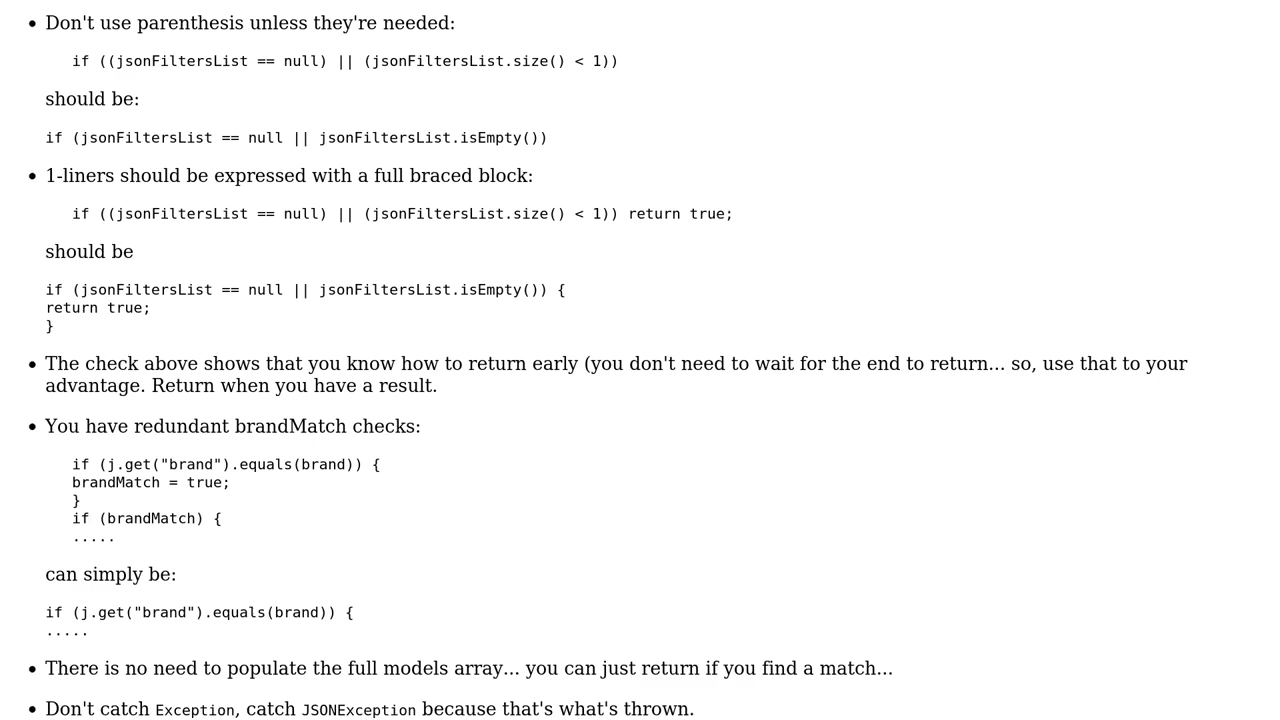 • Don't use parenthesis unless they're needed:
if ((jsonFiltersList == null) || (jsonFiltersList.size() < 1))
should be:
if (jsonFiltersList == null || jsonFiltersList.isEmpty())
• 1-liners should be expressed with a full braced block:
if ((jsonFiltersList == null) || (jsonFiltersList.size() < 1)) return true;
should be
if (jsonFiltersList == null || jsonFiltersList.isEmpty()) {
return true;
}
• The check above shows that you know how to return early (you don't need to wait for the end to return... so, use that to your
advantage. Return when you have a result.
• You have redundant brandMatch checks:
if (j.get("brand").equals(brand)) {
brandMatch = true;
}
if (brandMatch) {
.....
can simply be:
if (j.get("brand").equals(brand)) {
.....
• There is no need to populate the full models array... you can just return if you find a match...
• Don't catch Exception, catch JSONException because that's what's thrown.